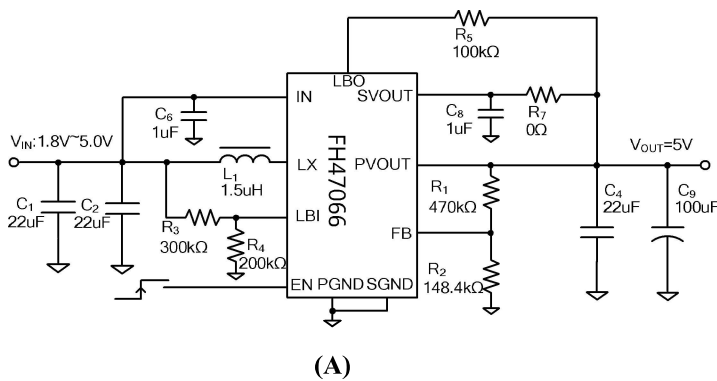 R5
100kΩ
LBO
IN
SVOUT
C6
1uF
C8
1uF
R7
0Ω
VIN:1.8V~5.0V
VOUT=5V
L1
1.5uH
LX
FH47066
PVOUT
C1
22uF
C2
22uF
R3
300kΩ
R4
200kΩ
LBI
R1
470kΩ
FB
C4
22uF
C9
100uF
R2
148.4kΩ
EN
PGND
SGND
(A)